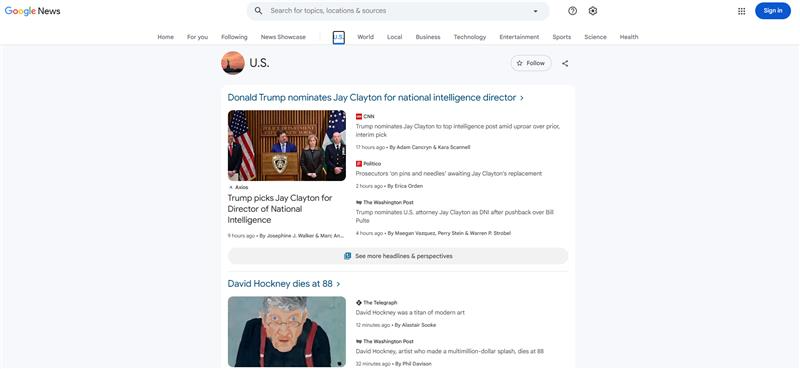 Google News
Search for topics, locations & sources
Sign in
Home For you Following News Showcase U.S. World Local Business Technology Entertainment Sports Science Health
U.S.
Follow
Donald Trump nominates Jay Clayton for national intelligence director
POLICE DEPARTMENT
Axios
Trump picks Jay Clayton for
Director of National
Intelligence
9 hours ago • By Josephine J. Walker & Marc An...
CNN
Trump nominates Jay Clayton to top intelligence post amid uproar over prior,
interim pick
17 hours ago • By Adam Cancryn & Kara Scannell
Politico
Prosecutors 'on pins and needles' awaiting Jay Clayton's replacement
2 hours ago • By Erica Orden
The Washington Post
Trump nominates U.S. attorney Jay Clayton as DNI after pushback over Bill
Pulte
4 hours ago • By Maegan Vazquez, Perry Stein & Warren P. Strobel
See more headlines & perspectives
David Hockney dies at 88
The Telegraph
David Hockney was a titan of modern art
12 minutes ago • By Alastair Sooke
The Washington Post
David Hockney, artist who made a multimillion-dollar splash, dies at 88
32 minutes ago • By Phil Davison